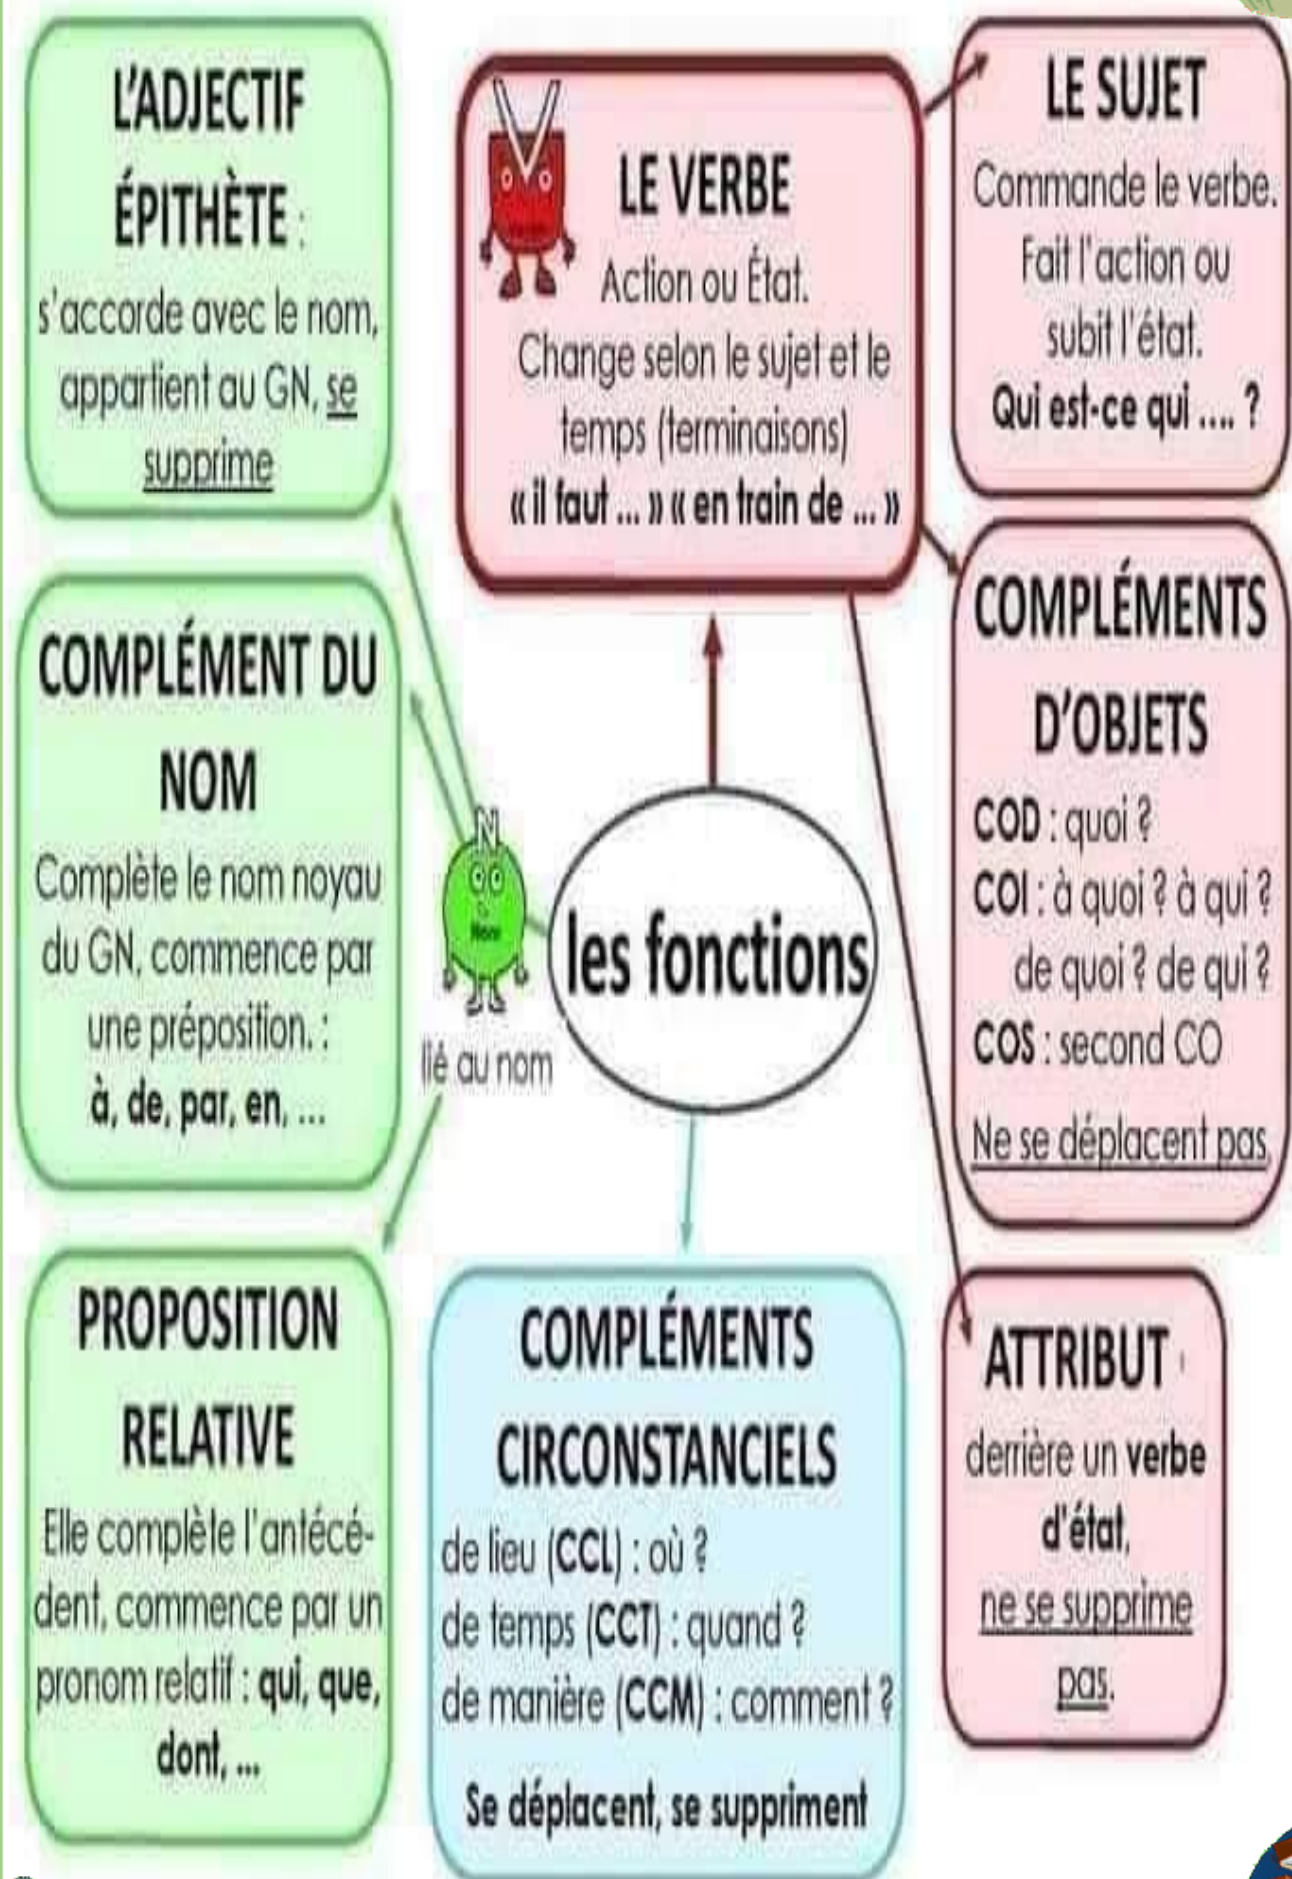 L'ADJECTIF
ÉPITHÈTE :
s'accorde avec le nom,
appartient au GN, se
supprime
LE VERBE
Action ou État.
Change selon le sujet et le
temps (terminaisons)
« il faut ... » « en train de ... »
LE SUJET
Commande le verbe.
Fait l'action ou
subit l'état.
Qui est-ce qui .... ?
COMPLÉMENT DU
NOM
Complète le nom noyau
du GN, commence par
une préposition. :
à, de, par, en, ...
N
Nom
lié au nom
les fonctions
COMPLÉMENTS
D'OBJETS
COD : quoi ?
COI : à quoi ? à qui ?
de quoi ? de qui ?
COS : second CO
Ne se déplacent pas
PROPOSITION
RELATIVE
Elle complète l'antécé-
dent, commence par un
pronom relatif : qui, que,
dont, ...
COMPLÉMENTS
CIRCONSTANCIELS
de lieu (CCL) : où ?
de temps (CCT) : quand ?
de manière (CCM) : comment ?
Se déplacent, se suppriment
ATTRIBUT :
derrière un verbe
d'état,
ne se supprime
pas.